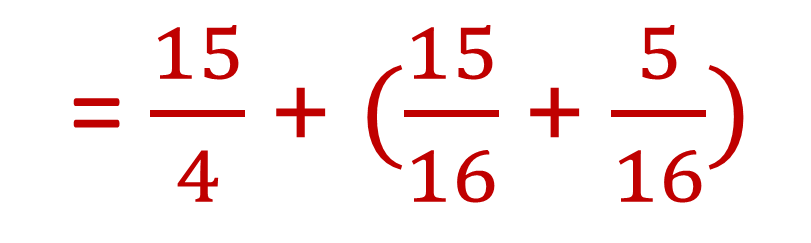 = 15/4 + (15/16 + 5/16)